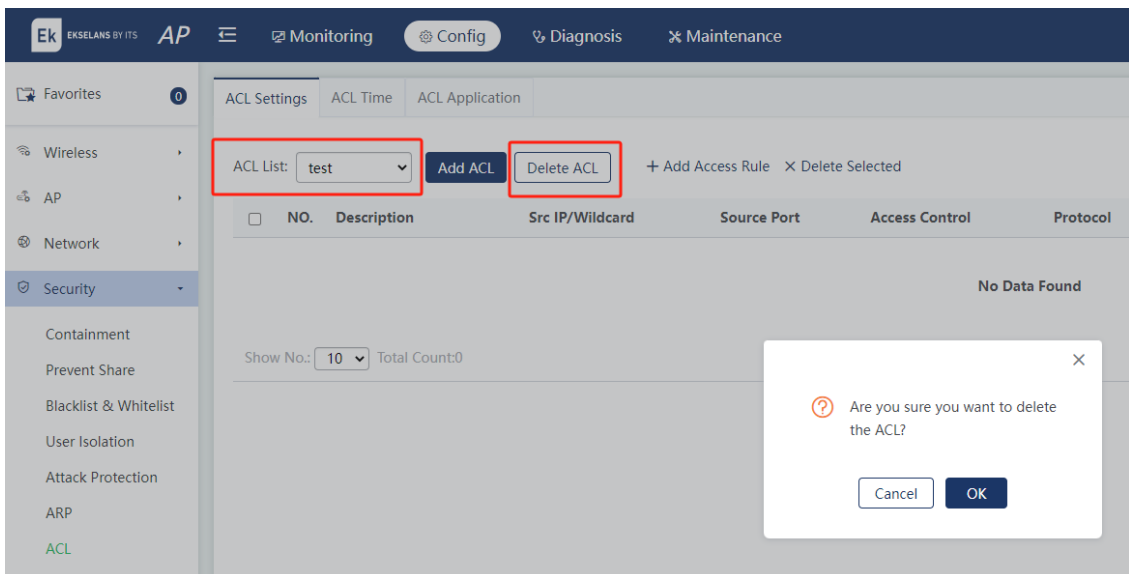 Ek EKSELANS BY ITS AP Monitoring Config Diagnosis Maintenance
Favorites 0
Wireless
AP
Network
Security
Containment
Prevent Share
Blacklist & Whitelist
User Isolation
Attack Protection
ARP
ACL
ACL Settings ACL Time ACL Application
ACL List: test Add ACL Delete ACL + Add Access Rule × Delete Selected
NO. Description Src IP/Wildcard Source Port Access Control Protocol
No Data Found
Show No.: 10 Total Count:0
Are you sure you want to delete
the ACL?
Cancel OK